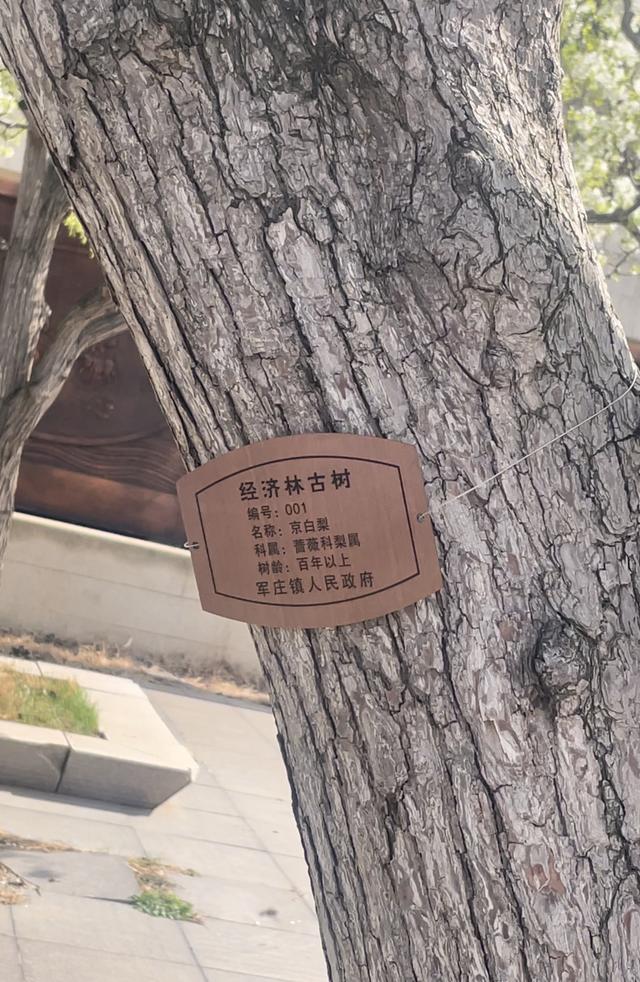 经济林古树
编号：001
名称：京白梨
科属：蔷薇科梨属
树龄：百年以上
军庄镇人民政府